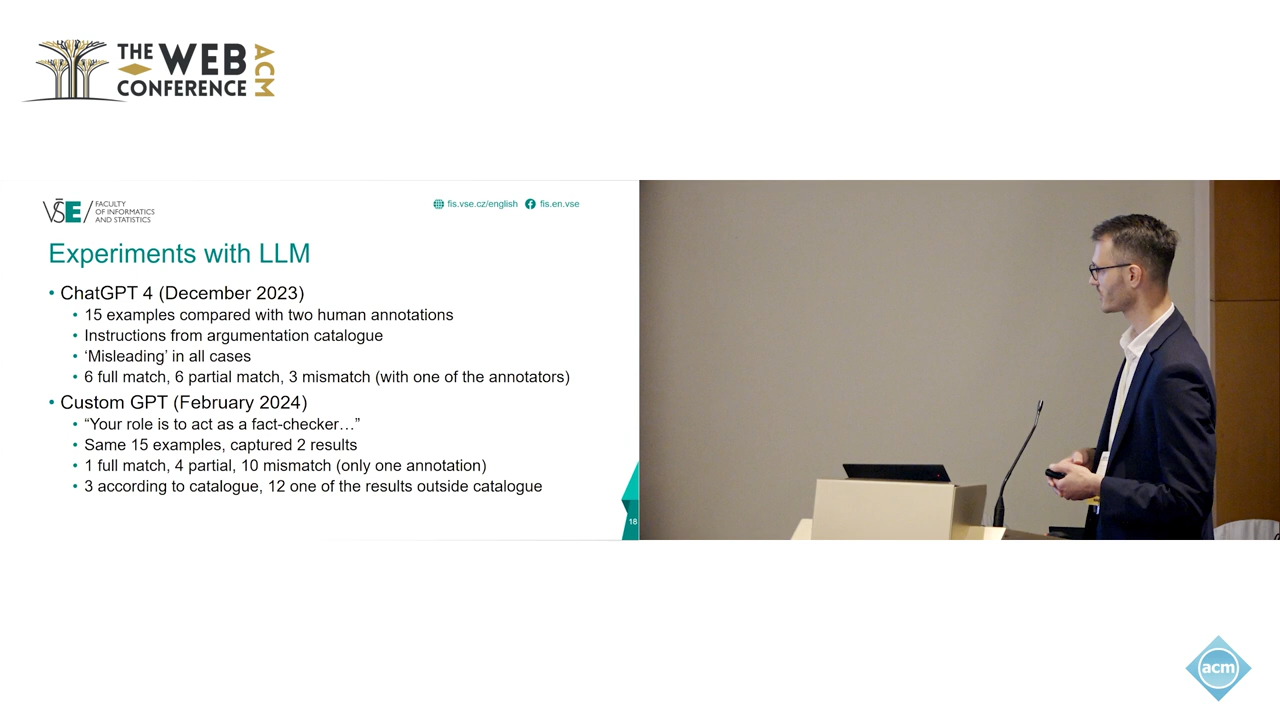 THE WEB
CONFERENCE
ACM
VŠE/
FACULTY
OF INFORMATICS
AND STATISTICS
fis.vse.cz/english
fis.en.vse
Experiments with LLM
• ChatGPT 4 (December 2023)
• 15 examples compared with two human annotations
• Instructions from argumentation catalogue
• ‘Misleading’ in all cases
• 6 full match, 6 partial match, 3 mismatch (with one of the annotators)
• Custom GPT (February 2024)
• “Your role is to act as a fact-checker…”
• Same 15 examples, captured 2 results
• 1 full match, 4 partial, 10 mismatch (only one annotation)
• 3 according to catalogue, 12 one of the results outside catalogue
18
acm